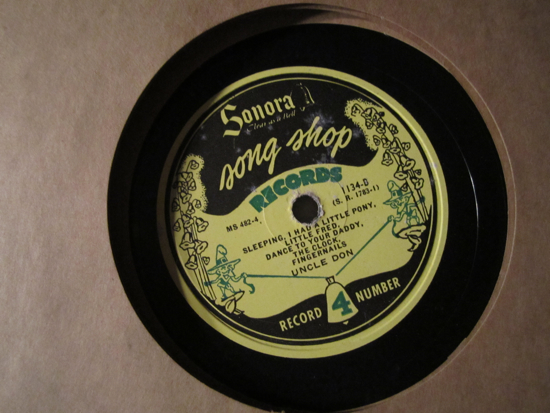 Sonora
Clear as a Bell
song shop
RECORDS
MS 482-4
1134-D
(S. R. 1783-1)
SLEEPING, I HAD A LITTLE PONY,
LITTLE FRED,
DANCE TO YOUR DADDY,
THE CLOCK,
FINGERNAILS
UNCLE DON
RECORD 4 NUMBER